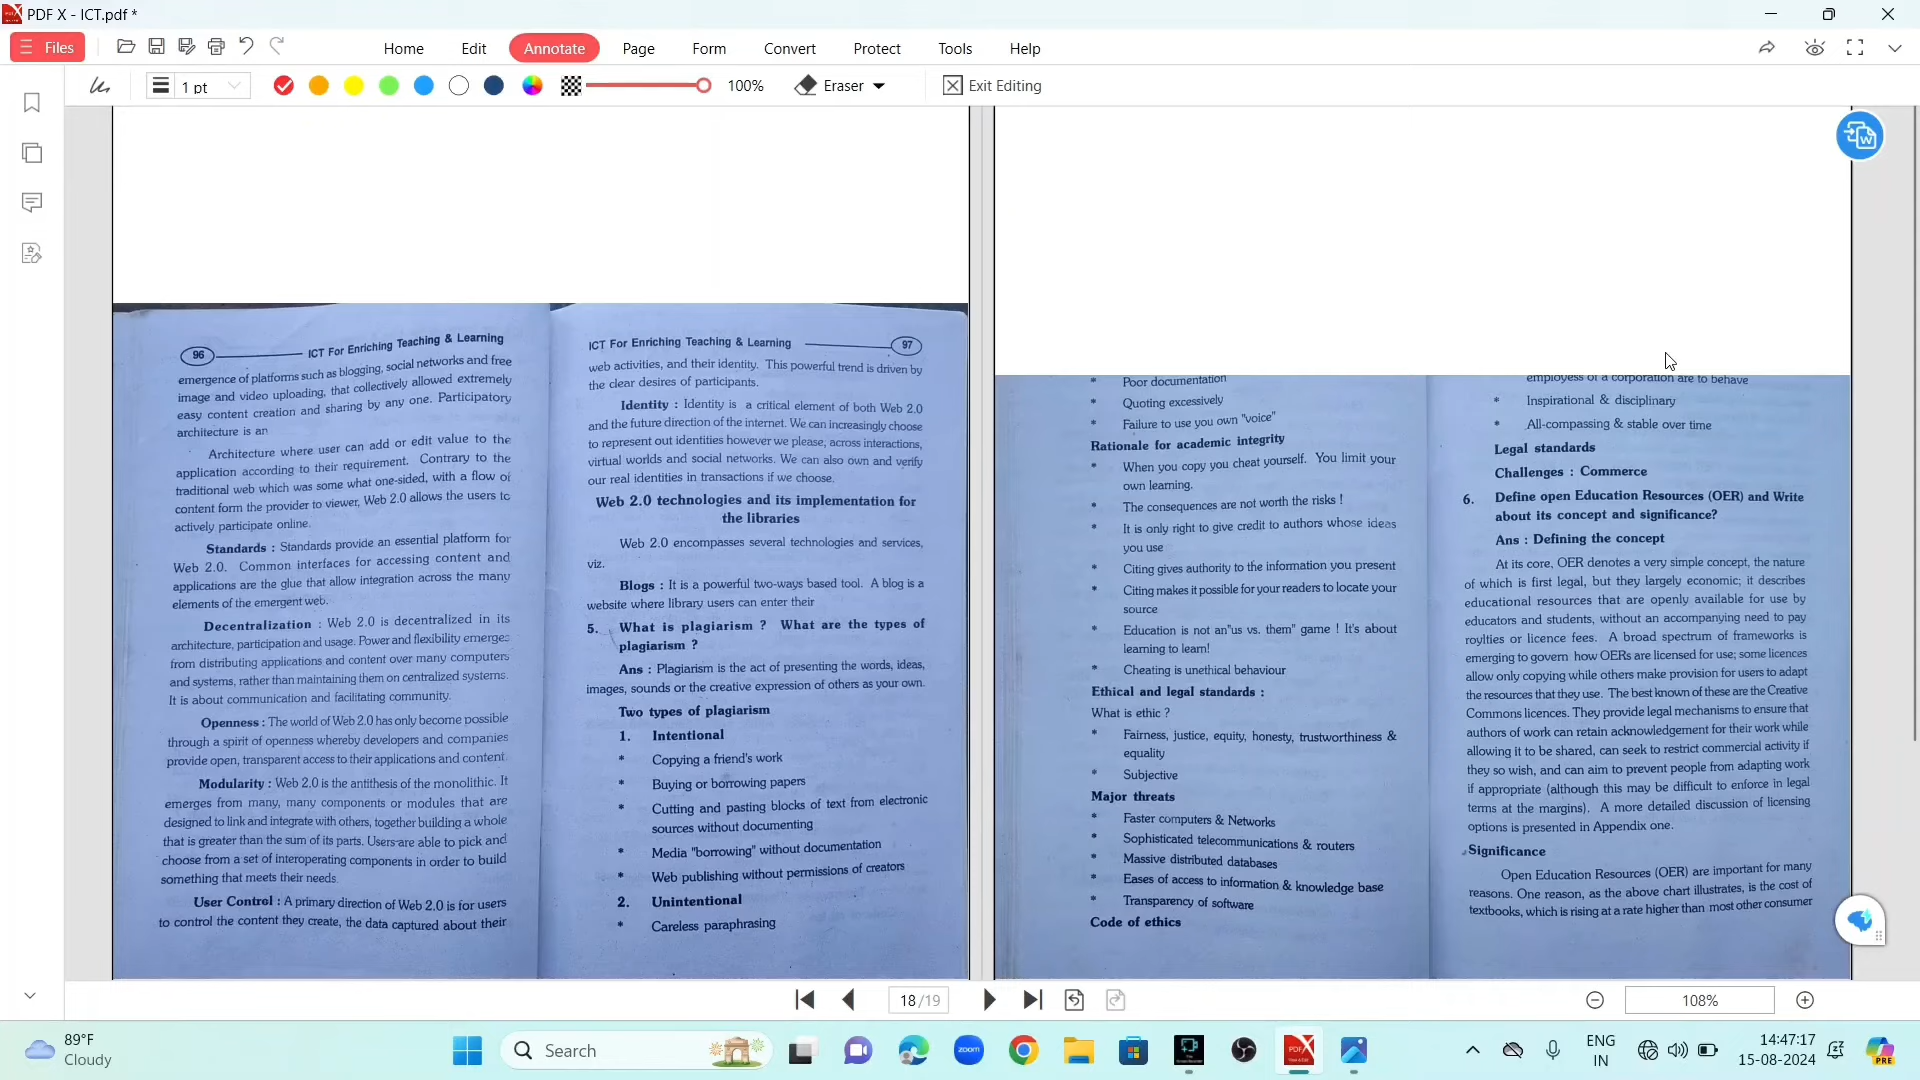 PDF X - ICT.pdf *
Files
Home
Edit
Annotate
Page
Form
Convert
Protect
Tools
Help
1 pt
100%
Eraser
Exit Editing
96
ICT For Enriching Teaching & Learning
emergence of platforms such as blogging, social networks and free
image and video uploading, that collectively allowed extremely
easy content creation and sharing by any one. Participatory
architecture is an
Architecture where user can add or edit value to the
application according to their requirement. Contrary to the
traditional web which was some what one-sided, with a flow of
content form the provider to viewer, Web 2.0 allows the users to
actively participate online.
Standards : Standards provide an essential platform for
Web 2.0. Common interfaces for accessing content and
applications are the glue that allow integration across the many
elements of the emergent web.
Decentralization : Web 2.0 is decentralized in its
architecture, participation and usage. Power and flexibility emerges
from distributing applications and content over many computers
and systems, rather than maintaining them on centralized systems.
It is about communication and facilitating community.
Openness : The world of Web 2.0 has only become possible
through a spirit of openness whereby developers and companies
provide open, transparent access to their applications and content.
Modularity : Web 2.0 is the antithesis of the monolithic. It
emerges from many, many components or modules that are
designed to link and integrate with others, together building a whole
that is greater than the sum of its parts. Users are able to pick and
choose from a set of interoperating components in order to build
something that meets their needs.
User Control : A primary direction of Web 2.0 is for users
to control the content they create, the data captured about their
ICT For Enriching Teaching & Learning
97
web activities, and their identity. This powerful trend is driven by
the clear desires of participants.
Identity : Identity is a critical element of both Web 2.0
and the future direction of the internet. We can increasingly choose
to represent out identities however we please, across interactions,
virtual worlds and social networks. We can also own and verify
our real identities in transactions if we choose.
Web 2.0 technologies and its implementation for
the libraries
Web 2.0 encompasses several technologies and services,
viz.
Blogs : It is a powerful two-ways based tool. A blog is a
website where library users can enter their
5. What is plagiarism ? What are the types of
plagiarism ?
Ans : Plagiarism is the act of presenting the words, ideas,
images, sounds or the creative expression of others as your own.
Two types of plagiarism
1. Intentional
* Copying a friend's work
* Buying or borrowing papers
* Cutting and pasting blocks of text from electronic
sources without documenting
* Media "borrowing" without documentation
* Web publishing without permissions of creators
2. Unintentional
* Careless paraphrasing
* Poor documentation
* Quoting excessively
* Failure to use you own "voice"
Rationale for academic integrity
* When you copy you cheat yourself. You limit your
own learning.
* The consequences are not worth the risks !
* It is only right to give credit to authors whose ideas
you use
* Citing gives authority to the information you present
* Citing makes it possible for your readers to locate your
source
* Education is not an"us vs. them" game ! It's about
learning to learn!
* Cheating is unethical behaviour
Ethical and legal standards :
What is ethic ?
* Fairness, justice, equity, honesty, trustworthiness &
equality
* Subjective
Major threats
* Faster computers & Networks
* Sophisticated telecommunications & routers
* Massive distributed databases
* Eases of access to information & knowledge base
* Transparency of software
Code of ethics
employess of a corporation are to behave
* Inspirational & disciplinary
* All-compassing & stable over time
Legal standards
Challenges : Commerce
6. Define open Education Resources (OER) and Write
about its concept and significance?
Ans : Defining the concept
At its core, OER denotes a very simple concept, the nature
of which is first legal, but they largely economic; it describes
educational resources that are openly available for use by
educators and students, without an accompanying need to pay
roylties or licence fees. A broad spectrum of frameworks is
emerging to govern how OERs are licensed for use; some licences
allow only copying while others make provision for users to adapt
the resources that they use. The best known of these are the Creative
Commons licences. They provide legal mechanisms to ensure that
authors of work can retain acknowledgement for their work while
allowing it to be shared, can seek to restrict commercial activity if
they so wish, and can aim to prevent people from adapting work
if appropriate (although this may be difficult to enforce in legal
terms at the margins). A more detailed discussion of licensing
options is presented in Appendix one.
Significance
Open Education Resources (OER) are important for many
reasons. One reason, as the above chart illustrates, is the cost of
textbooks, which is rising at a rate higher than most other consumer
18 /19
108%
89°F
Cloudy
Search
zoom
ENG
IN
14:47:17
15-08-2024
PRE